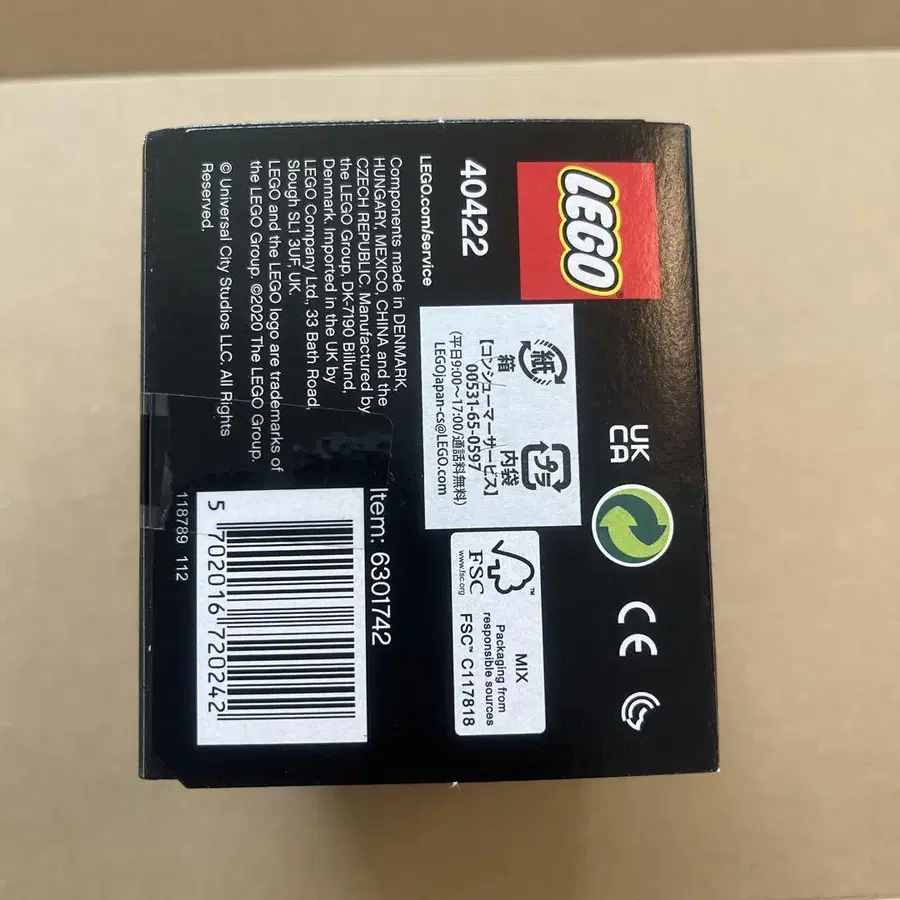 LEGO
40422
LEGO.com/service
Components made in DENMARK,
HUNGARY, MEXICO, CHINA and the
CZECH REPUBLIC. Manufactured by
the LEGO Group, DK-7190 Billund,
Denmark. Imported in the UK by
LEGO Company Ltd., 33 Bath Road,
Slough SL1 3UF, UK.
LEGO and the LEGO logo are trademarks of
the LEGO Group. ©2020 The LEGO Group.
© Universal City Studios LLC. All Rights
Reserved.
UK
CA
CE
紙
プラ
箱
内袋
【コンシューマーサービス】
00531-65-0597
(平日9:00～17:00/通話料無料)
LEGOjapan-cs@LEGO.com
FSC
www.fsc.org
™
MIX
Packaging from
responsible sources
FSC™ C117818
Item: 6301742
5 702016 720242
118789 112